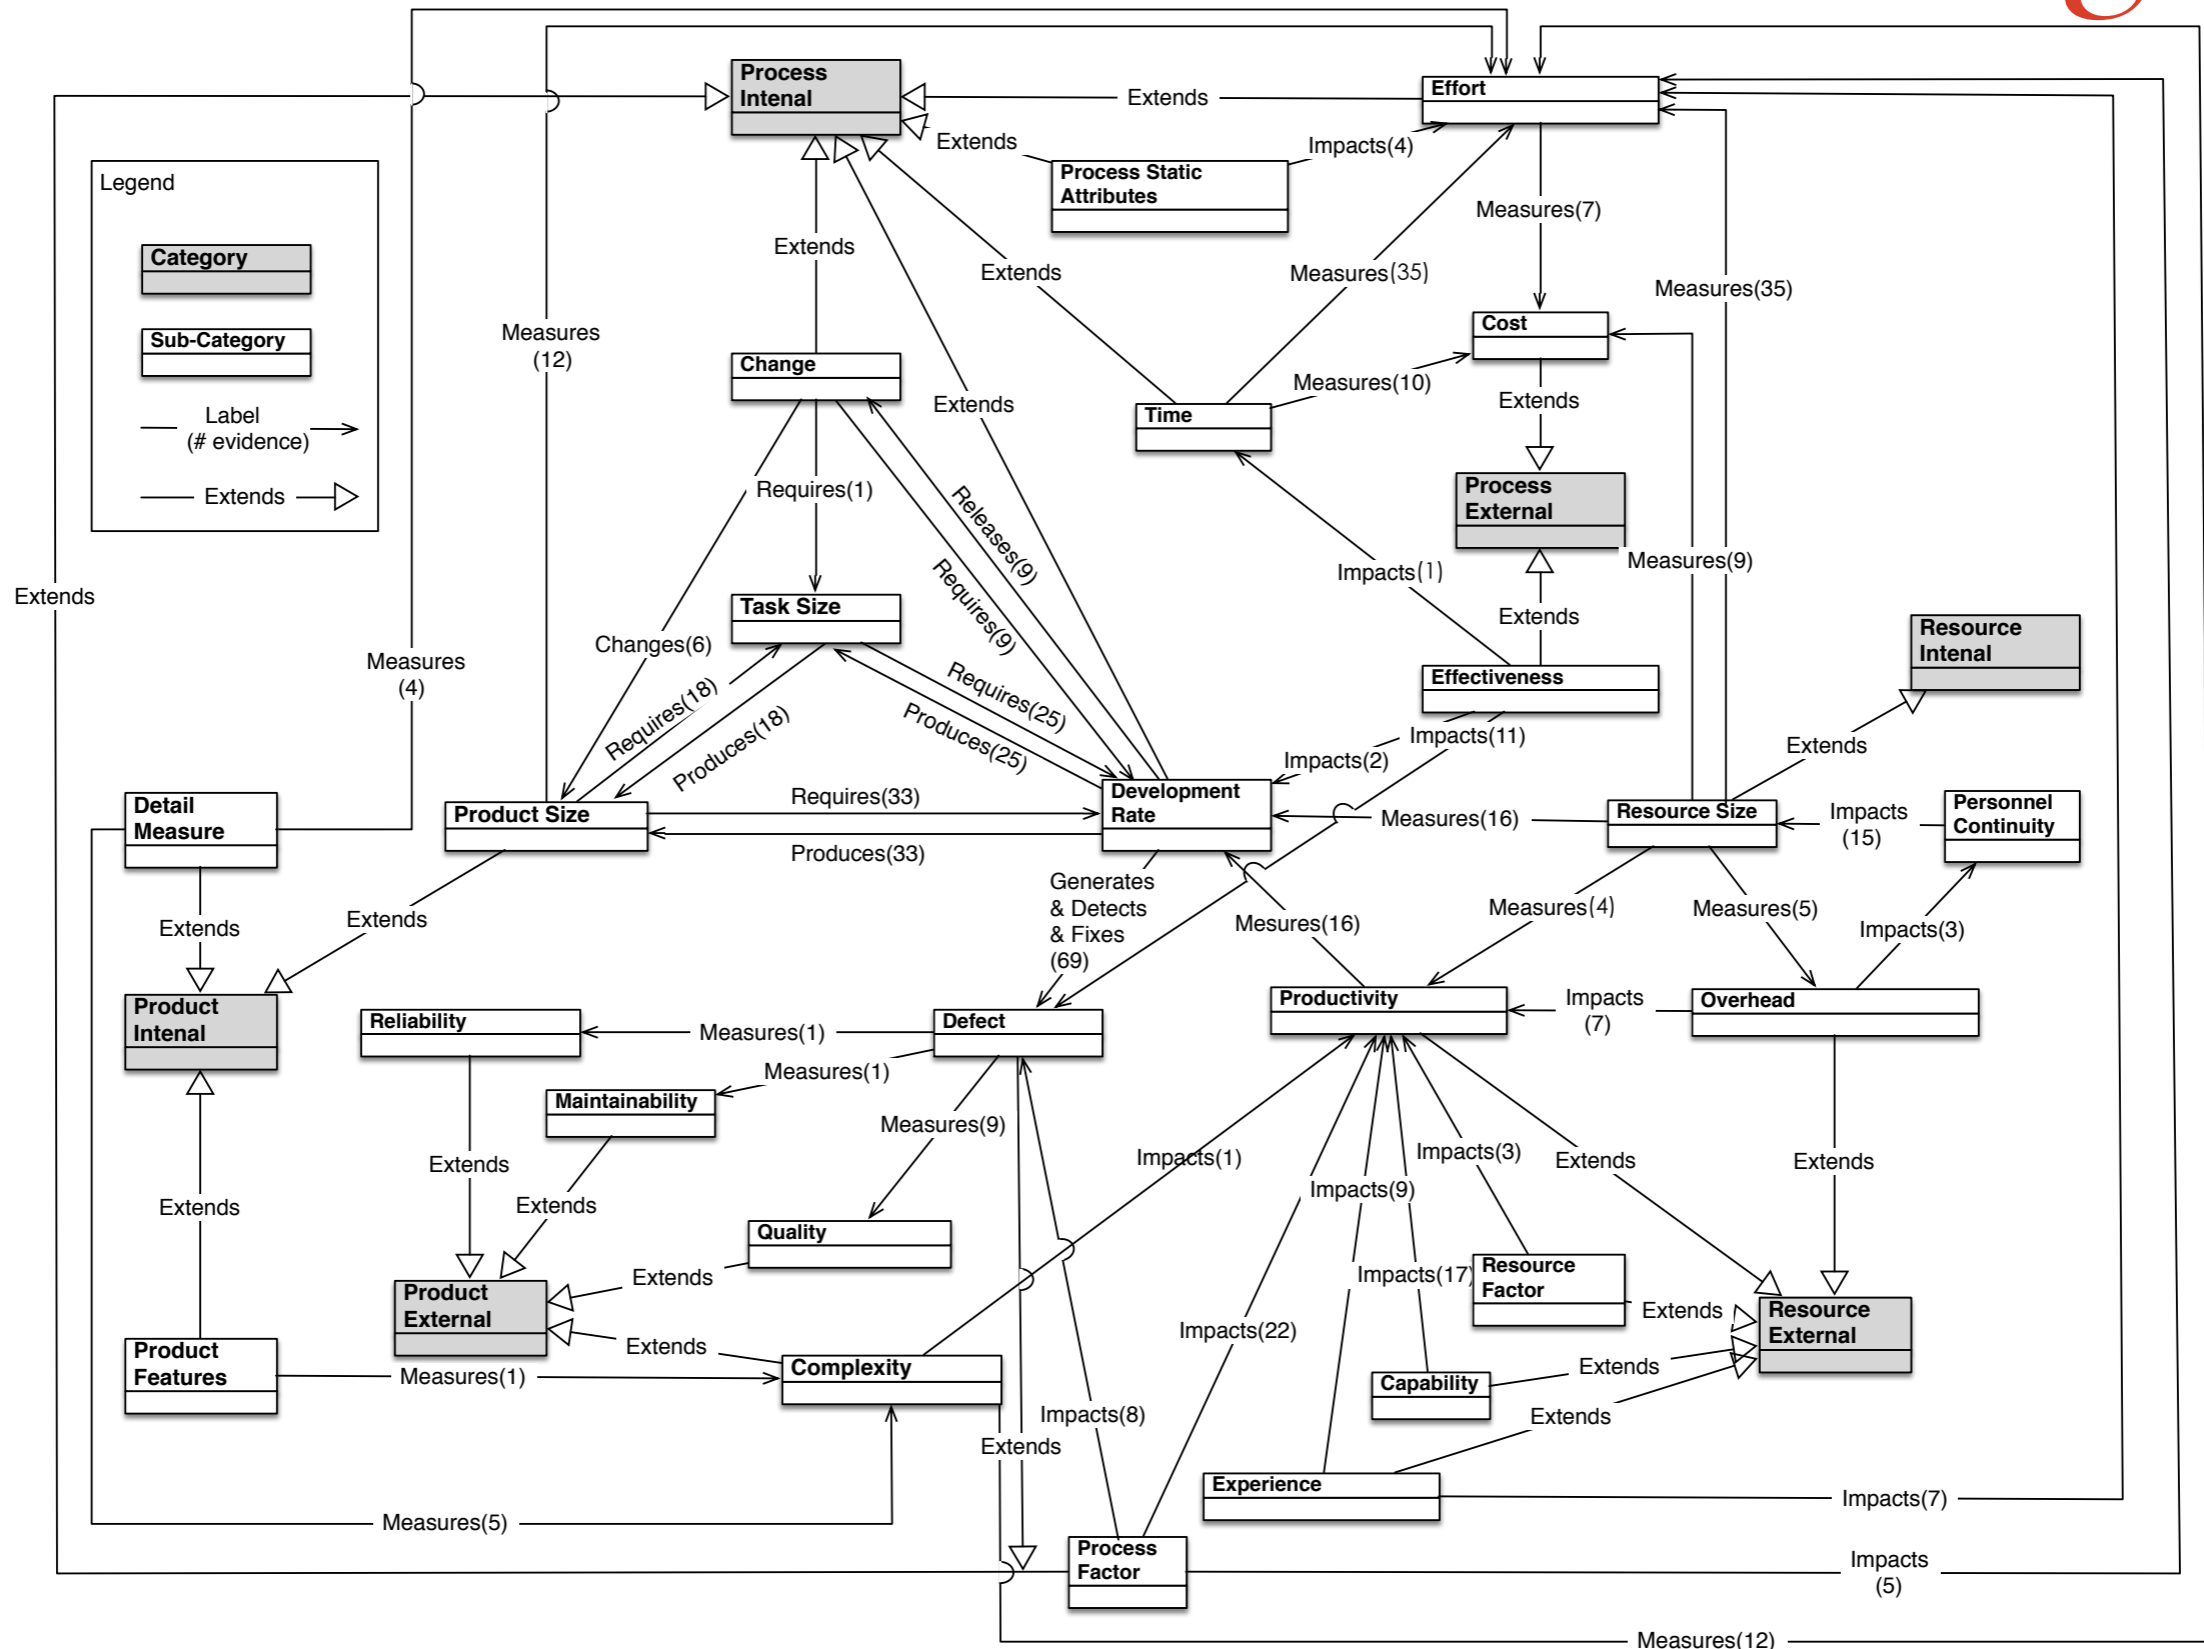 Process
Intenal
Extends
Effort
Extends
Impacts(4)
Process Static
Attributes
Legend
Category
Sub-Category
Label
(# evidence)
Extends
Measures(7)
Extends
Extends
Measures(35)
Measures(35)
Measures
(12)
Cost
Change
Measures(10)
Extends
Extends
Time
Requires(1)
Releases(9)
Process
External
Requires(9)
Impacts(1)
Measures(9)
Extends
Task Size
Extends
Resource
Intenal
Changes(6)
Measures
(4)
Requires(18)
Requires(25)
Effectiveness
Produces(18)
Produces(25)
Impacts(11)
Impacts(2)
Extends
Detail
Measure
Product Size
Requires(33)
Development
Rate
Measures(16)
Resource Size
Impacts
(15)
Personnel
Continuity
Produces(33)
Generates
& Detects
& Fixes
(69)
Extends
Extends
Mesures(16)
Measures(4)
Measures(5)
Impacts(3)
Product
Intenal
Reliability
Measures(1)
Defect
Productivity
Impacts
(7)
Overhead
Measures(1)
Maintainability
Measures(9)
Extends
Extends
Impacts(1)
Impacts(3)
Extends
Extends
Impacts(9)
Extends
Quality
Extends
Impacts(17)
Resource
Factor
Product
External
Extends
Impacts(22)
Extends
Resource
External
Product
Features
Measures(1)
Complexity
Extends
Capability
Extends
Impacts(8)
Extends
Experience
Impacts(7)
Measures(5)
Process
Factor
Impacts
(5)
Measures(12)